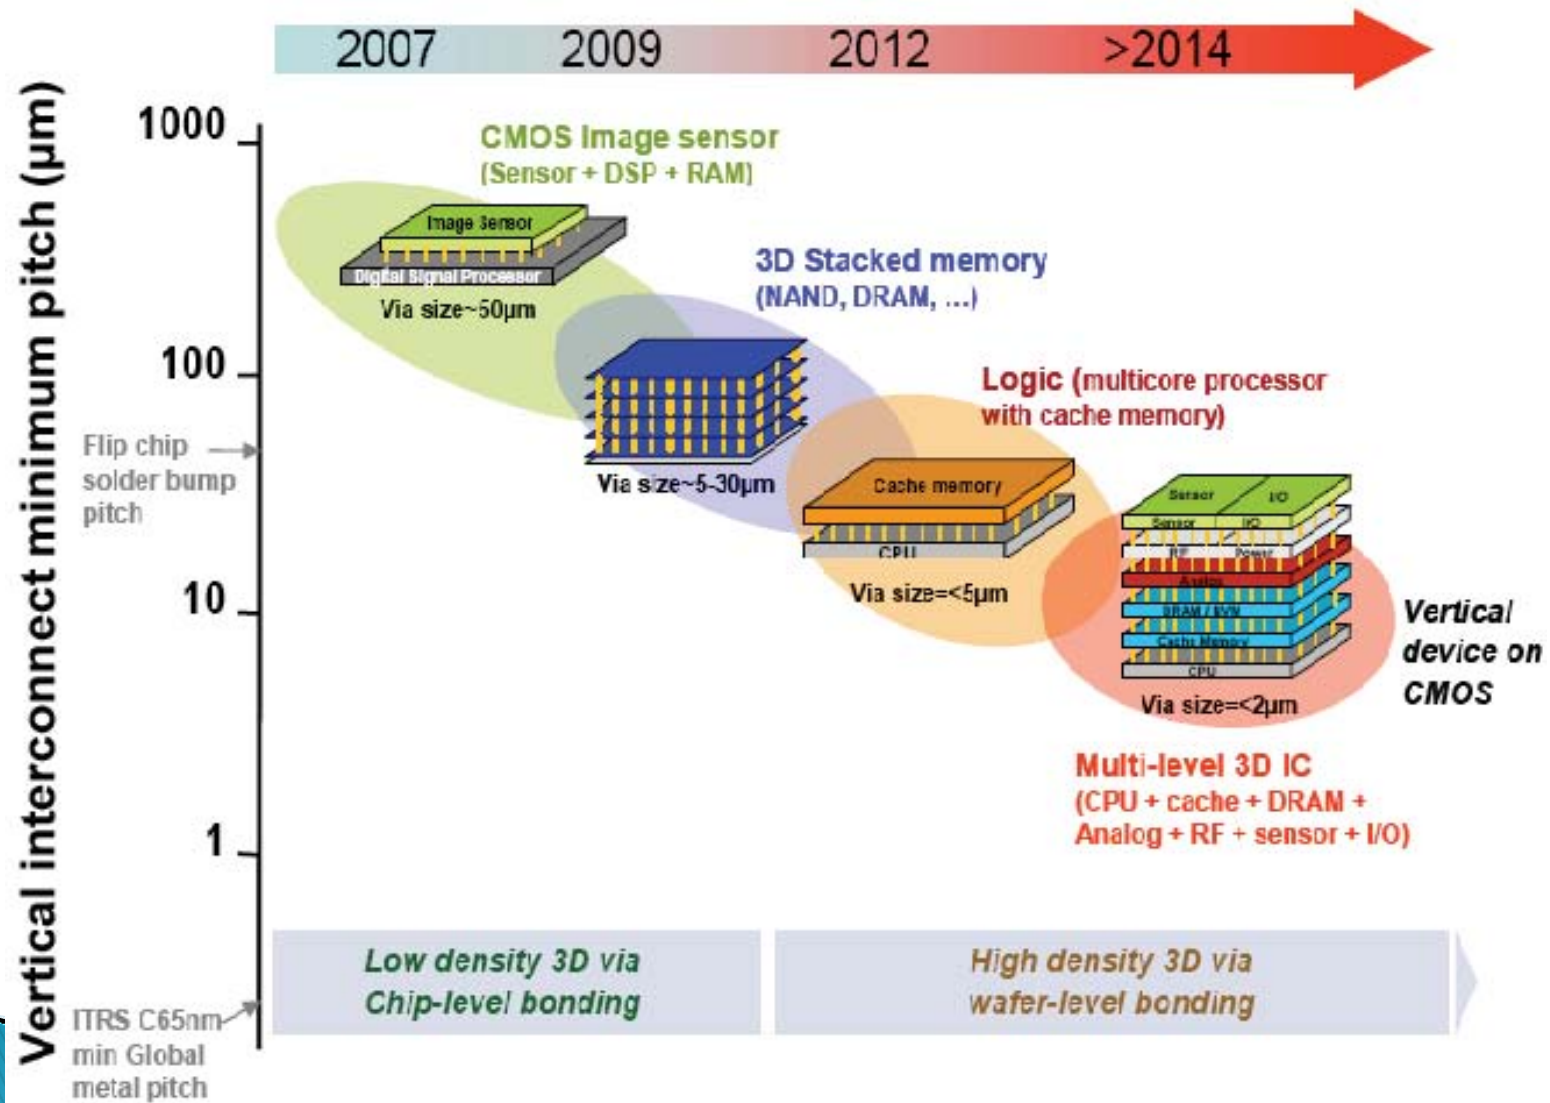 2007 2009 2012 >2014
Vertical interconnect minimum pitch (µm)
1000
100
10
1
Flip chip
solder bump
pitch
ITRS C65nm
min Global
metal pitch
CMOS Image sensor
(Sensor + DSP + RAM)
Image Sensor
Digital Signal Processor
Via size~50µm
3D Stacked memory
(NAND, DRAM, ...)
Via size~5-30µm
Logic (multicore processor
with cache memory)
Cache memory
CPU
Via size=<5µm
Sensor I/O
Sensor I/O
RF Power
Analog
DRAM / NVM
Cache Memory
CPU
Via size=<2µm
Vertical
device on
CMOS
Multi-level 3D IC
(CPU + cache + DRAM +
Analog + RF + sensor + I/O)
Low density 3D via
Chip-level bonding
High density 3D via
wafer-level bonding